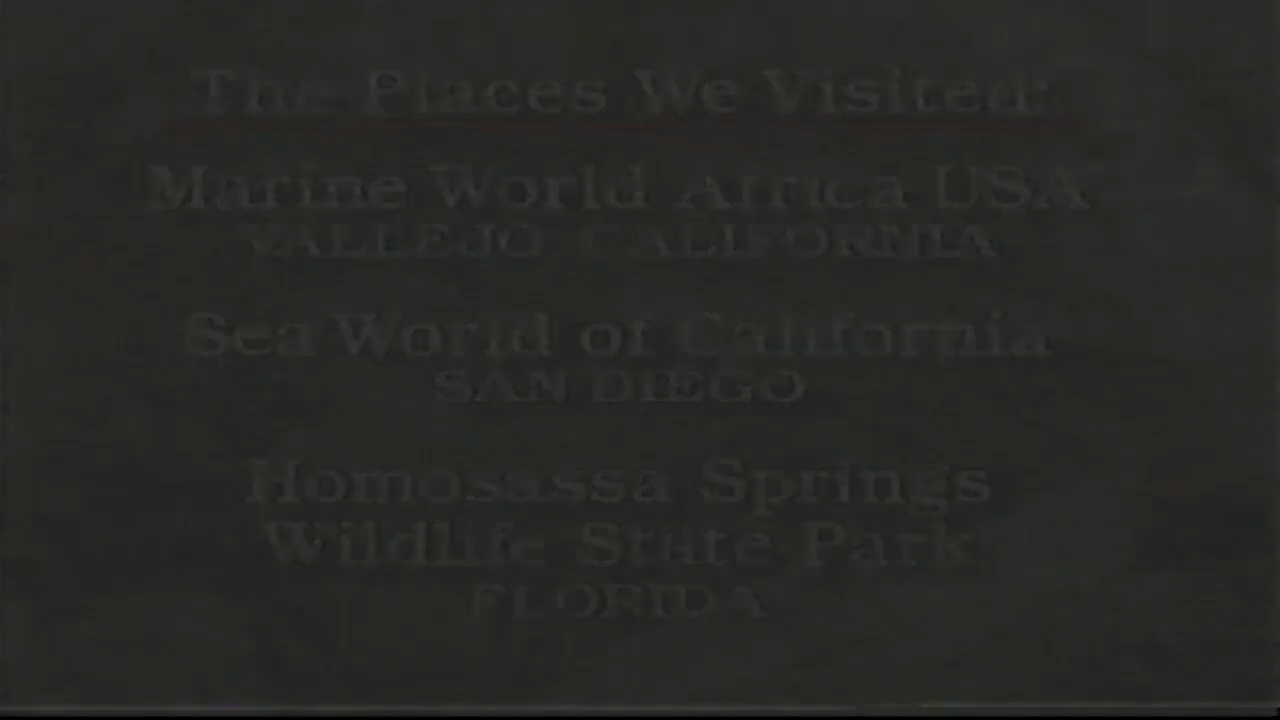 The Places We Visited:
Marine World Africa USA
VALLEJO CALIFORNIA
Sea World of California
SAN DIEGO
Homosassa Springs
Wildlife State Park
FLORIDA